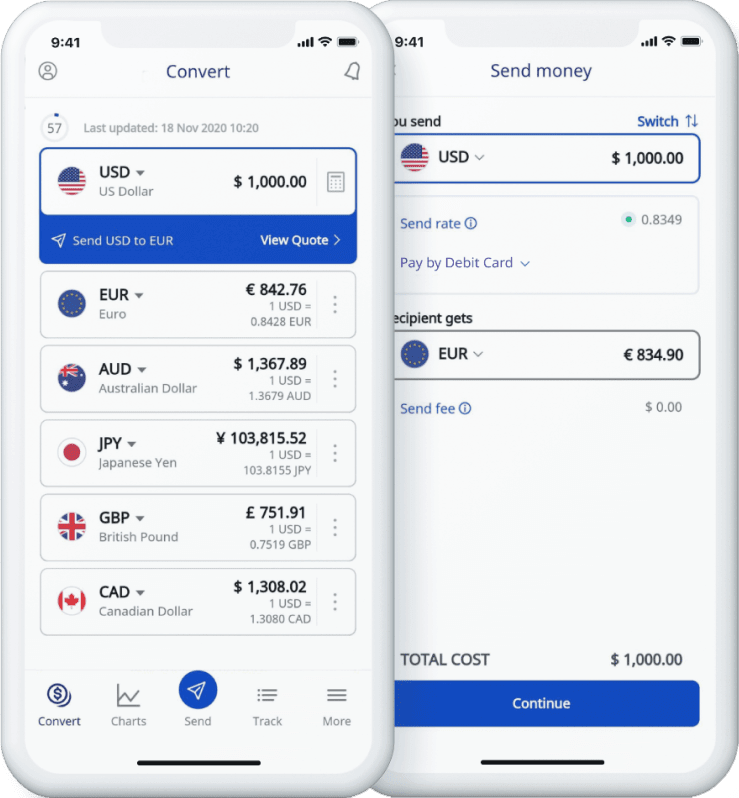 9:41
Convert
57
Last updated: 18 Nov 2020 10:20
USD
US Dollar
$ 1,000.00
Send USD to EUR
View Quote
EUR
Euro
€ 842.76
1 USD =
0.8428 EUR
AUD
Australian Dollar
$ 1,367.89
1 USD =
1.3679 AUD
JPY
Japanese Yen
¥ 103,815.52
1 USD =
103.8155 JPY
GBP
British Pound
£ 751.91
1 USD =
0.7519 GBP
CAD
Canadian Dollar
$ 1,308.02
1 USD =
1.3080 CAD
Convert
Charts
Send
Track
More
9:41
Send money
ou send
Switch
USD
$ 1,000.00
Send rate
0.8349
Pay by Debit Card
ecipient gets
EUR
€ 834.90
Send fee
$ 0.00
TOTAL COST
$ 1,000.00
Continue